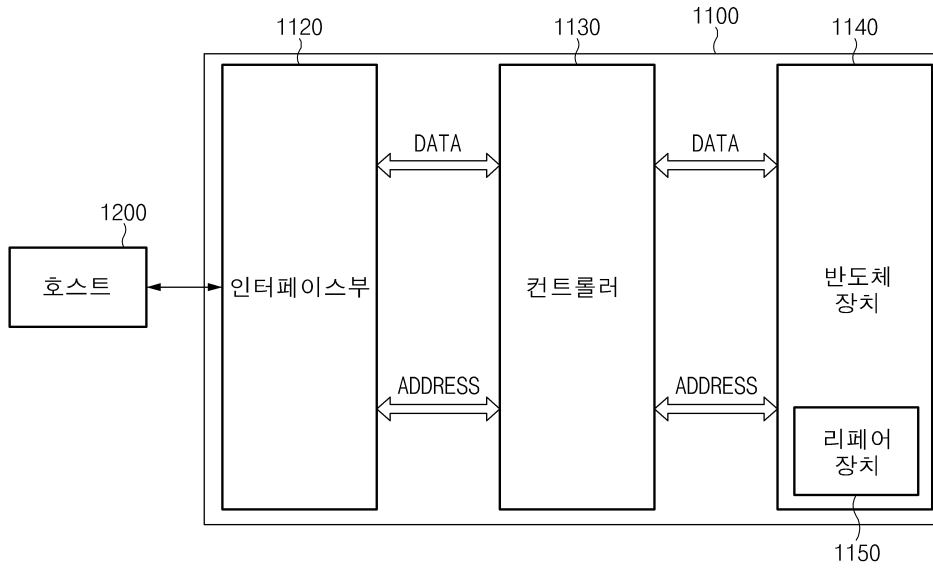 1120
1130
1100
1140
DATA
DATA
1200
호스트
인터페이스부
컨트롤러
반도체
장치
ADDRESS
ADDRESS
리페어
장치
1150